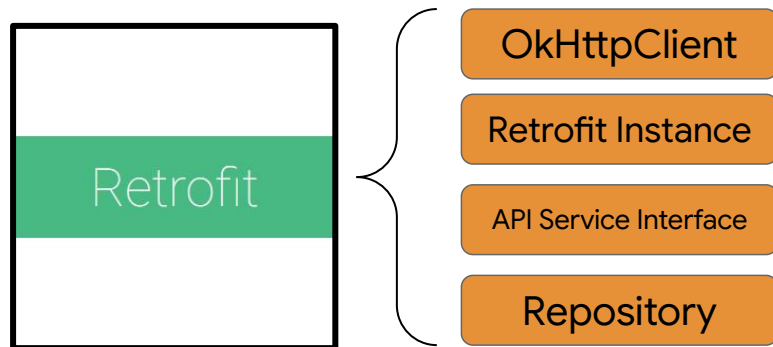 Retrofit
OkHttpClient
Retrofit Instance
API Service Interface
Repository